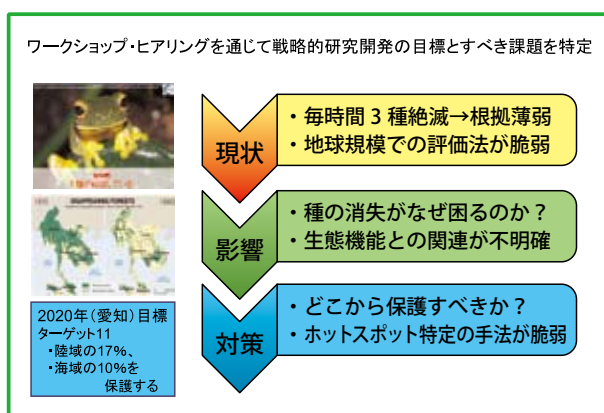 ワークショップ・ヒアリングを通じて戦略的研究開発の目標とすべき課題を特定
現状
・毎時間3種絶滅→根拠薄弱
・地球規模での評価法が脆弱
DISAPPEARING FORESTS
影響
・種の消失がなぜ困るのか？
・生態機能との関連が不明確
2020年(愛知)目標
ターゲット11
・陸域の17%、
・海域の10%を
保護する
対策
・どこから保護すべきか？
・ホットスポット特定の手法が脆弱